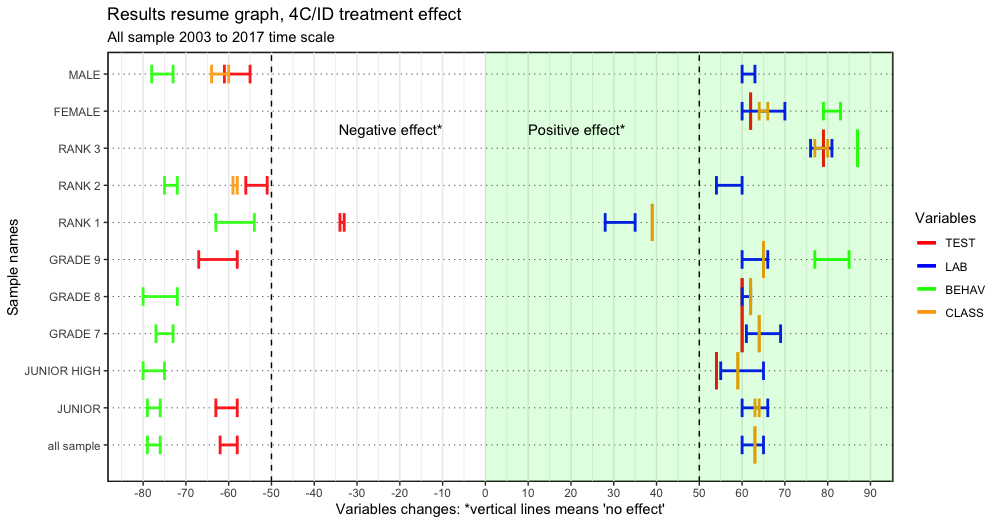 Results resume graph, 4C/ID treatment effect
All sample 2003 to 2017 time scale
Sample names
MALE
FEMALE
Negative effect*
Positive effect*
RANK 3
RANK 2
RANK 1
GRADE 9
GRADE 8
GRADE 7
JUNIOR HIGH
JUNIOR
all sample
-80 -70 -60 -50 -40 -30 -20 -10 0 10 20 30 40 50 60 70 80 90
Variables changes: *vertical lines means 'no effect'
Variables
TEST
LAB
BEHAV
CLASS